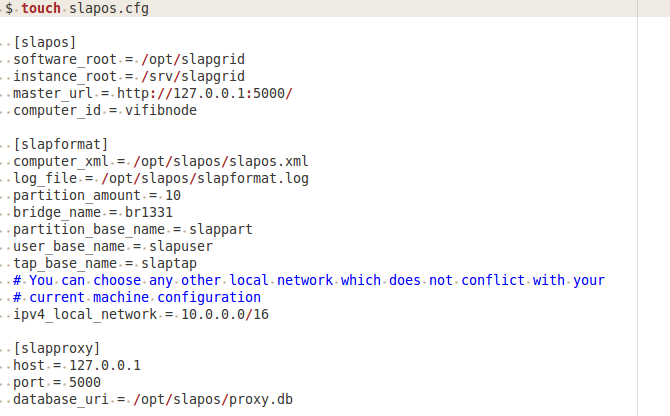 $ touch slapos.cfg
[slapos]
software_root = /opt/slapgrid
instance_root = /srv/slapgrid
master_url = http://127.0.0.1:5000/
computer_id = vifibnode
[slapformat]
computer_xml = /opt/slapos/slapos.xml
log_file = /opt/slapos/slapformat.log
partition_amount = 10
bridge_name = br1331
partition_base_name = slappart
user_base_name = slapuser
tap_base_name = slaptap
# You can choose any other local network which does not conflict with your
# current machine configuration
ipv4_local_network = 10.0.0.0/16
[slapproxy]
host = 127.0.0.1
port = 5000
database_uri = /opt/slapos/proxy.db